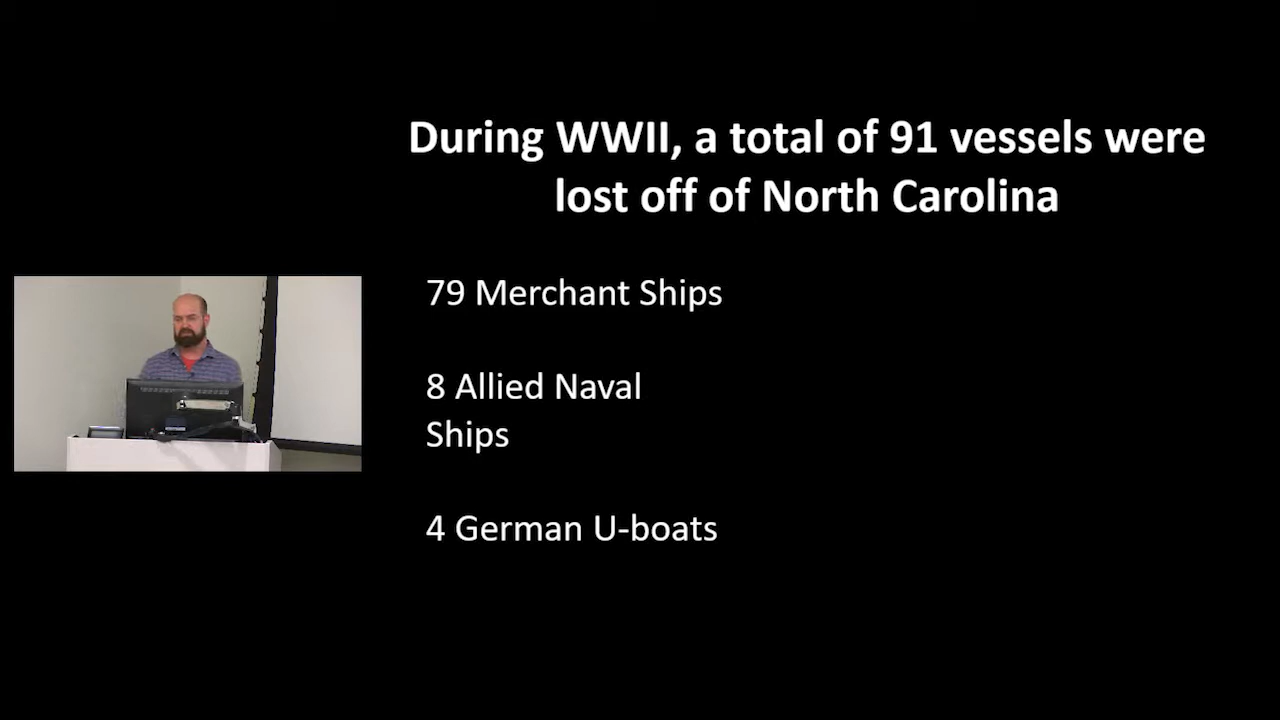 During WWII, a total of 91 vessels were
lost off of North Carolina
79 Merchant Ships
8 Allied Naval
Ships
4 German U-boats